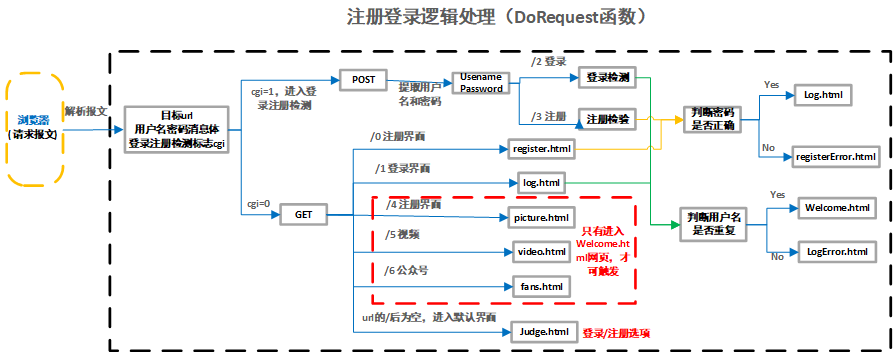 注册登录逻辑处理（DoRequest函数）
浏览器
（请求报文）
解析报文
目标url
用户名密码消息体
登录注册检测标志cgi
cgi=1，进入登
录注册检测
POST
提取用户
名和密码
Usename
Password
/2 登录
登录检测
/3 注册
注册检验
判断密码
是否正确
Yes
Log.html
No
registerError.html
/0 注册界面
register.html
/1 登录界面
log.html
cgi=0
GET
/4 注册界面
picture.html
/5 视频
video.html
/6 公众号
fans.html
只有进入
Welcome.ht
ml网页，才
可触发
判断用户名
是否重复
Yes
Welcome.html
No
LogError.html
url的/后为空，进入默认界面
Judge.html
登录/注册选项